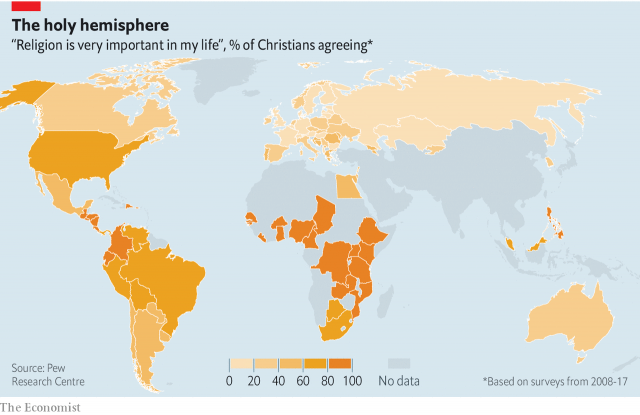 The holy hemisphere
“Religion is very important in my life”, % of Christians agreeing*
Source: Pew
Research Centre
0 20 40 60 80 100 No data
*Based on surveys from 2008-17
The Economist